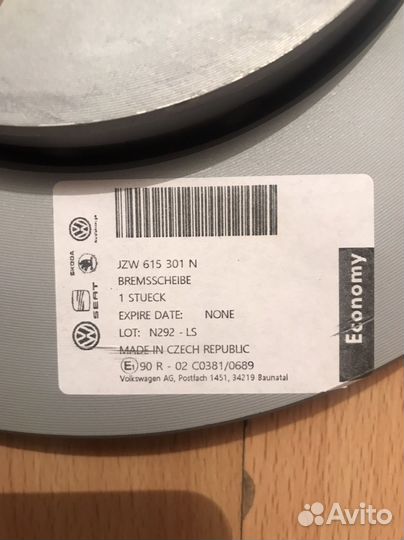 JZW 615 301 N
BREMSSCHEIBE
1 STUECK
EXPIRE DATE: NONE
LOT: N292 - LS
MADE IN CZECH REPUBLIC
E1 90 R - 02 C0381/0689
Volkswagen AG, Postfach 1451, 34219 Baunatal
Economy
ŠKODA
SEAT
Avito